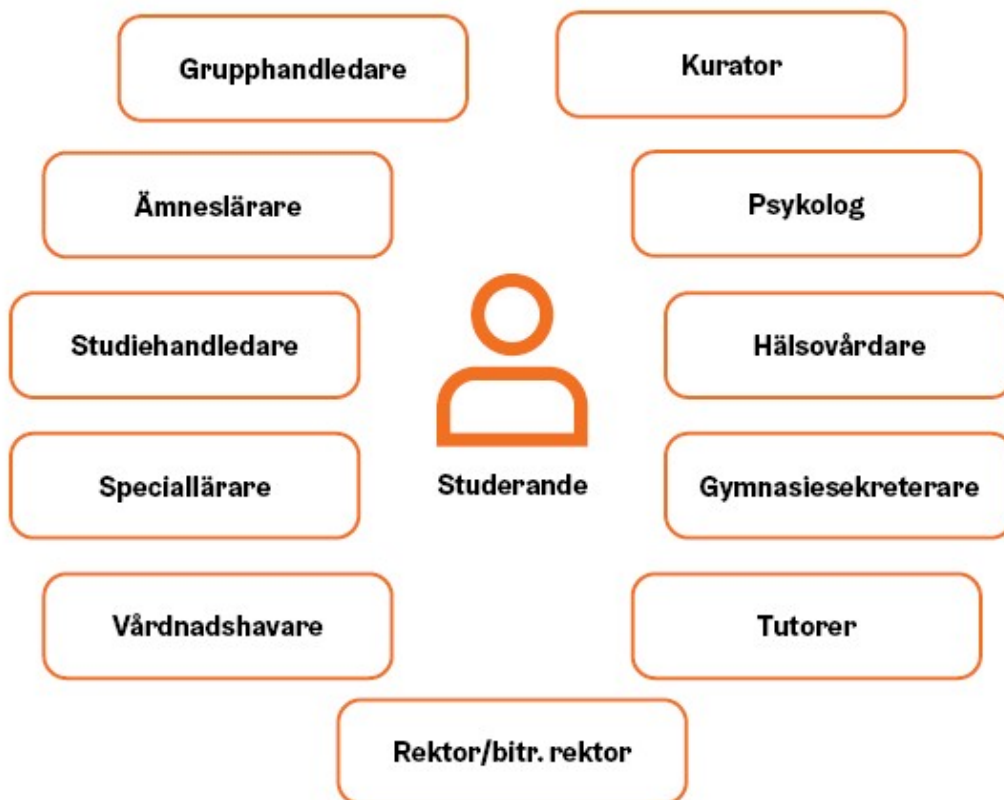 Grupphandledare
Kurator
Ämneslärare
Psykolog
Studiehandledare
Hälsovårdare
Speciallärare
Studerande
Gymnasiesekreterare
Vårdnadshavare
Tutorer
Rektor/bitr. rektor